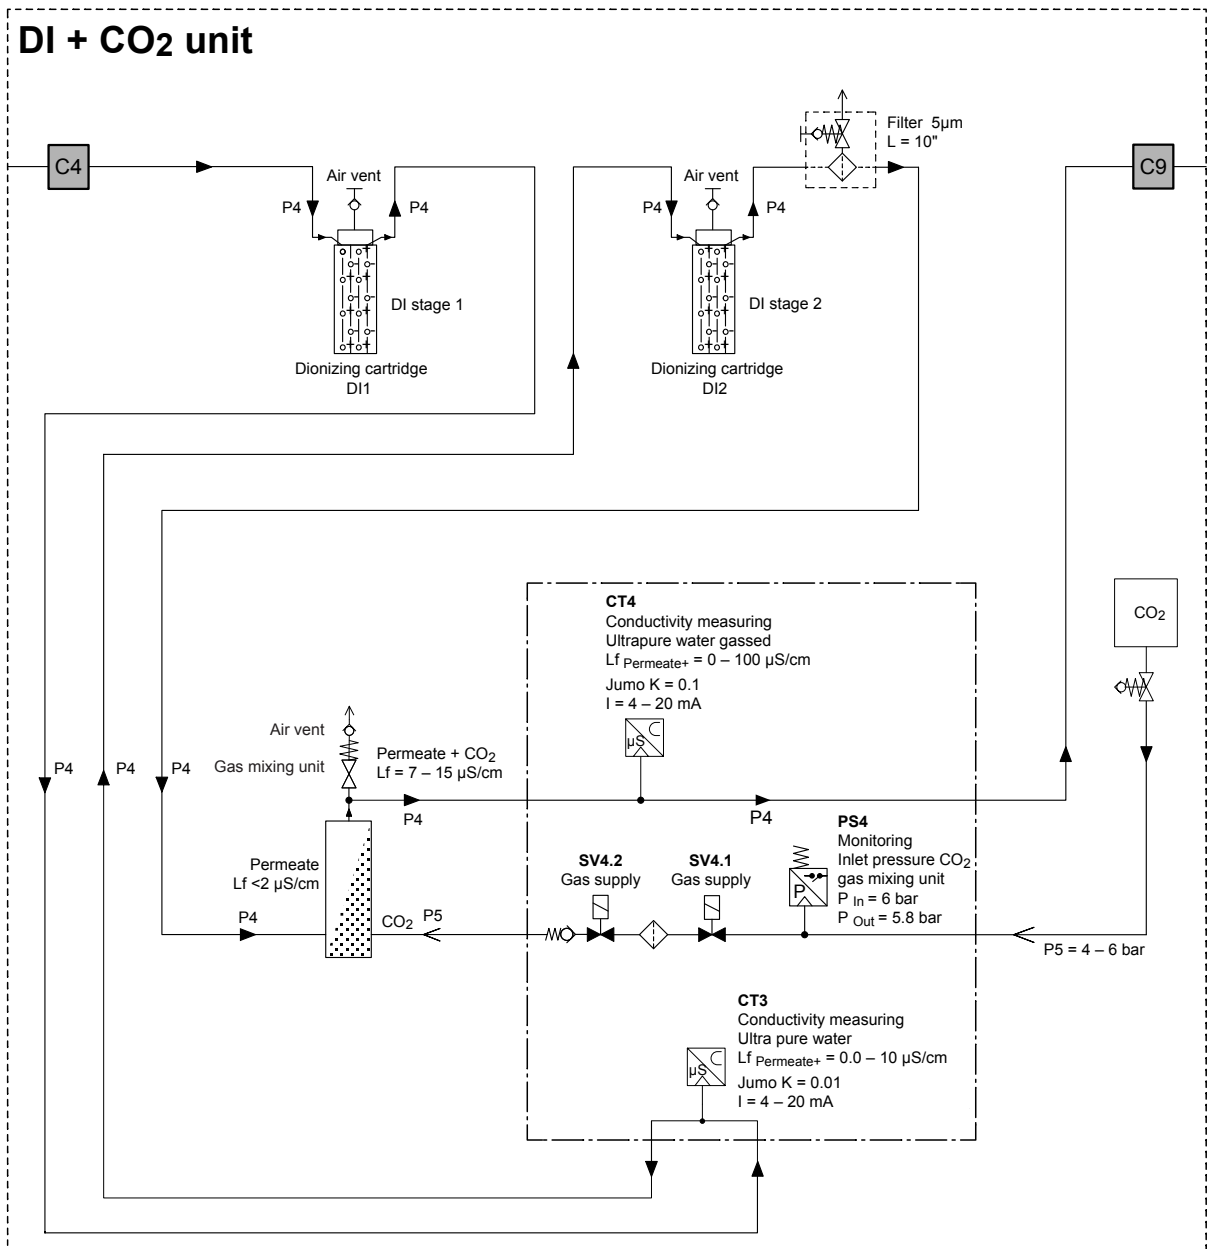 DI + CO2 unit
C4
Air vent
P4
P4
DI stage 1
Dionizing cartridge
DI1
Air vent
P4
P4
DI stage 2
Dionizing cartridge
DI2
Filter 5µm
L = 10"
C9
CT4
Conductivity measuring
Ultrapure water gassed
Lf Permeate+ = 0 – 100 µS/cm
Jumo K = 0.1
I = 4 – 20 mA
µS
CO2
P4
P4
P4
Air vent
Gas mixing unit
Permeate + CO2
Lf = 7 – 15 µS/cm
P4
P4
Permeate
Lf <2 µS/cm
P4
CO2
P5
SV4.2
Gas supply
SV4.1
Gas supply
PS4
Monitoring
Inlet pressure CO2
gas mixing unit
P In = 6 bar
P Out = 5.8 bar
P
P5 = 4 – 6 bar
CT3
Conductivity measuring
Ultra pure water
Lf Permeate+ = 0.0 – 10 µS/cm
Jumo K = 0.01
I = 4 – 20 mA
µS